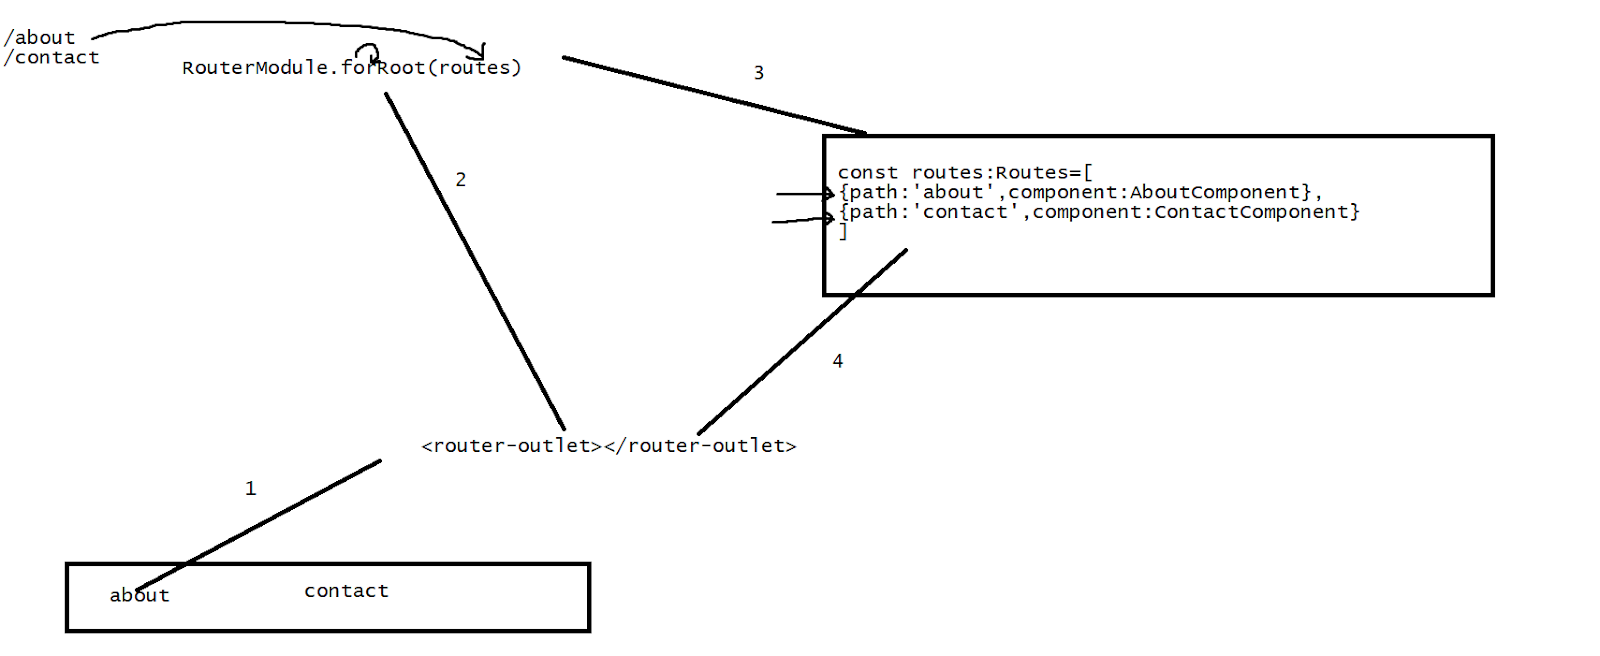 /about
/contact
RouterModule.forRoot(routes)
3
2
const routes:Routes=[
{path:'about',component:AboutComponent},
{path:'contact',component:ContactComponent}
]
4
<router-outlet></router-outlet>
1
about contact